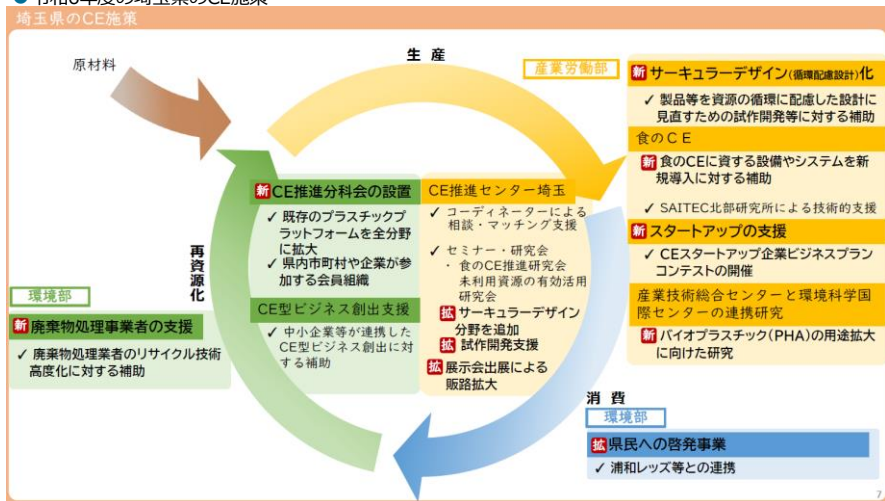 ● 令和6年度の埼玉県のCE施策
埼玉県のCE施策
原材料
生 産
産業労働部
新 サーキュラーデザイン(循環配慮設計)化
✓ 製品等を資源の循環に配慮した設計に
見直すための試作開発等に対する補助
食のCE
新 食のCEに資する設備やシステムを新
規導入に対する補助
✓ SAITEC北部研究所による技術的支援
新 スタートアップの支援
✓ CEスタートアップ企業ビジネスプラン
コンテストの開催
産業技術総合センターと環境科学国
際センターの連携研究
新 バイオプラスチック(PHA)の用途拡大
に向けた研究
新 CE推進分科会の設置
✓ 既存のプラスチックプ
ラットフォームを全分野
に拡大
✓ 県内市町村や企業が参
加する会員組織
CE型ビジネス創出支援
✓ 中小企業等が連携した
CE型ビジネス創出に対
する補助
CE推進センター埼玉
✓ コーディネーターによる
相談・マッチング支援
✓ セミナー・研究会
・ 食のCE推進研究会
未利用資源の有効活用
研究会
拡 サーキュラーデザイン
分野を追加
拡 試作開発支援
拡 展示会出展による
販路拡大
再資源化
環境部
新 廃棄物処理事業者の支援
✓ 廃棄物処理業者のリサイクル技術
高度化に対する補助
消 費
環境部
拡 県民への啓発事業
✓ 浦和レッズ等との連携
7